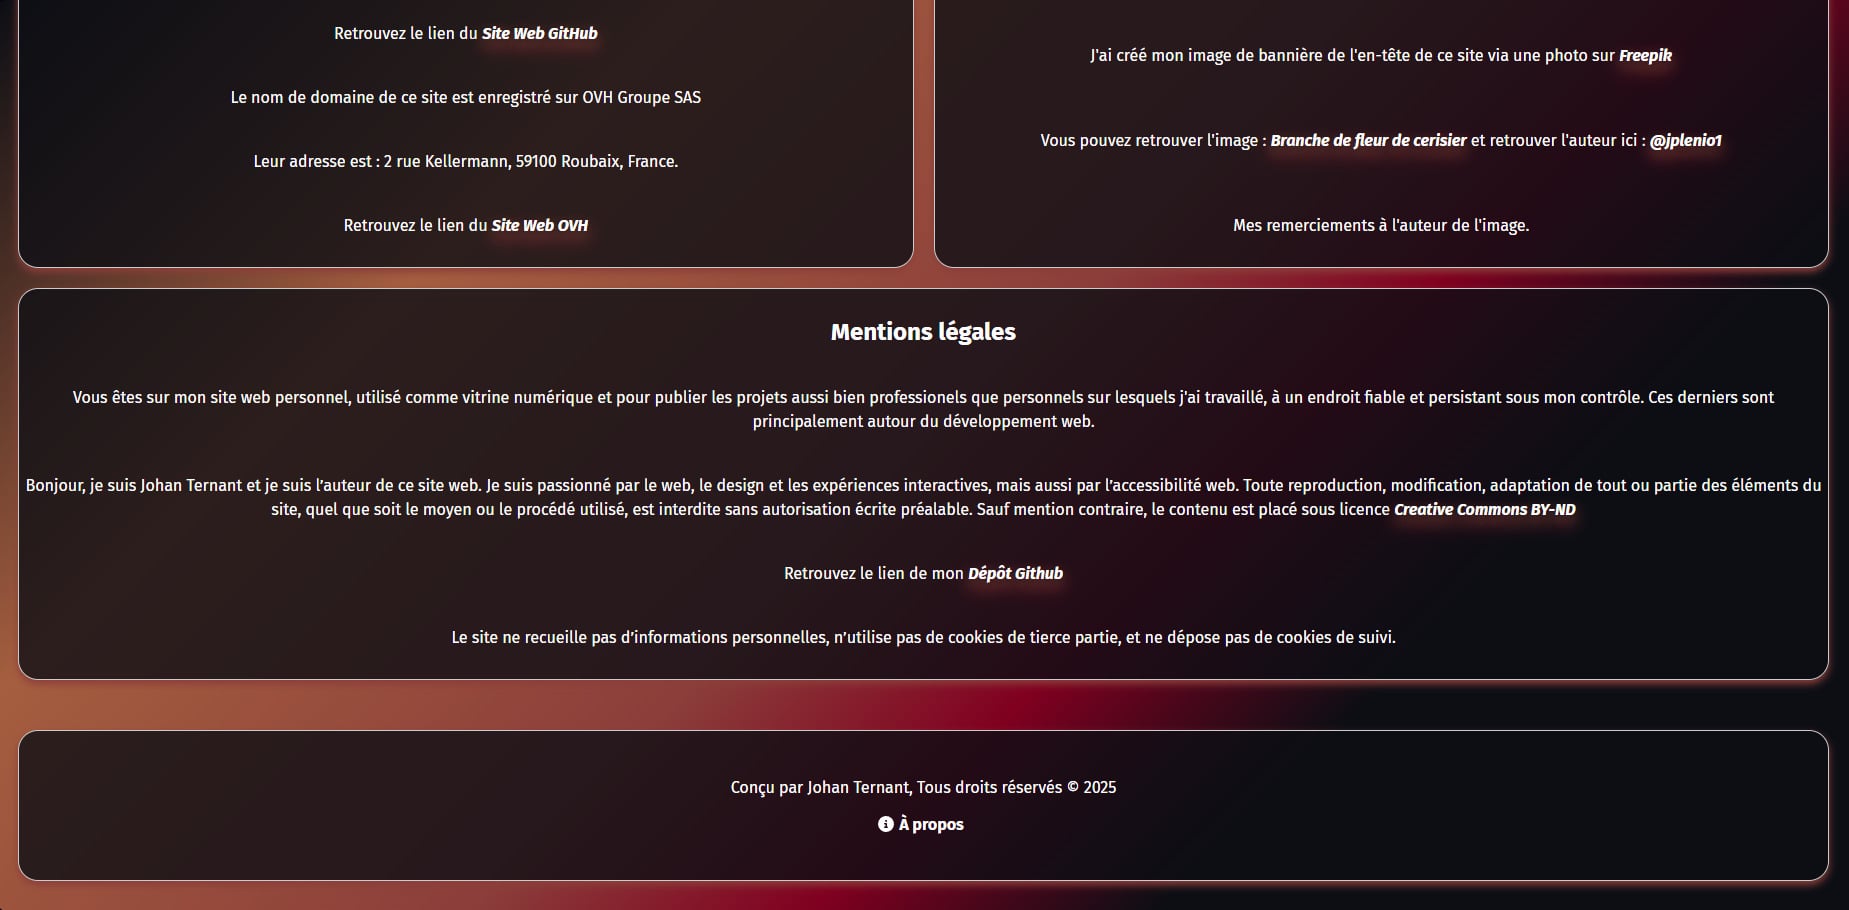 Retrouvez le lien du Site Web GitHub
Le nom de domaine de ce site est enregistré sur OVH Groupe SAS
Leur adresse est : 2 rue Kellermann, 59100 Roubaix, France.
Retrouvez le lien du Site Web OVH
J'ai créé mon image de bannière de l'en-tête de ce site via une photo sur Freepik
Vous pouvez retrouver l'image : Branche de fleur de cerisier et retrouver l'auteur ici : @jplenio1
Mes remerciements à l'auteur de l'image.
Mentions légales
Vous êtes sur mon site web personnel, utilisé comme vitrine numérique et pour publier les projets aussi bien professionels que personnels sur lesquels j'ai travaillé, à un endroit fiable et persistant sous mon contrôle. Ces derniers sont
principalement autour du développement web.
Bonjour, je suis Johan Ternant et je suis l’auteur de ce site web. Je suis passionné par le web, le design et les expériences interactives, mais aussi par l’accessibilité web. Toute reproduction, modification, adaptation de tout ou partie des éléments du
site, quel que soit le moyen ou le procédé utilisé, est interdite sans autorisation écrite préalable. Sauf mention contraire, le contenu est placé sous licence Creative Commons BY-ND
Retrouvez le lien de mon Dépôt Github
Le site ne recueille pas d’informations personnelles, n’utilise pas de cookies de tierce partie, et ne dépose pas de cookies de suivi.
Conçu par Johan Ternant, Tous droits réservés © 2025
À propos